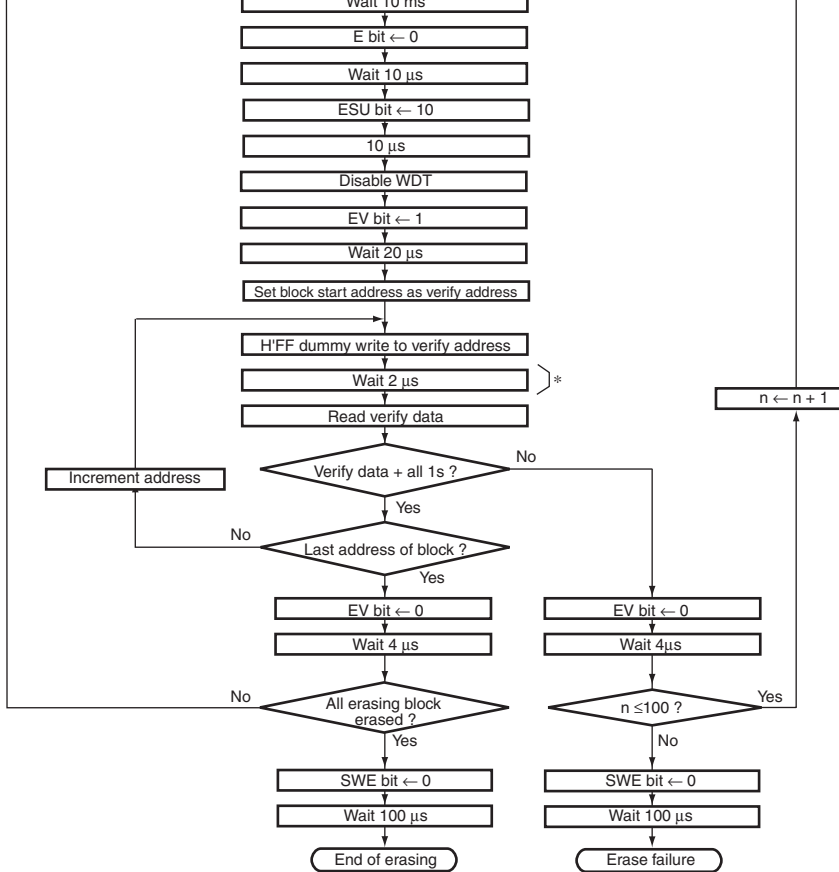 Wait 10 ms
E bit ← 0
Wait 10 µs
ESU bit ← 10
10 µs
Disable WDT
EV bit ← 1
Wait 20 µs
Set block start address as verify address
H'FF dummy write to verify address
Wait 2 µs
*
Read verify data
n ← n + 1
Increment address
Verify data + all 1s ?
No
Yes
Last address of block ?
No
Yes
EV bit ← 0
EV bit ← 0
Wait 4 µs
Wait 4µs
No
All erasing block
erased ?
Yes
n ≤100 ?
Yes
No
SWE bit ← 0
SWE bit ← 0
Wait 100 µs
Wait 100 µs
End of erasing
Erase failure